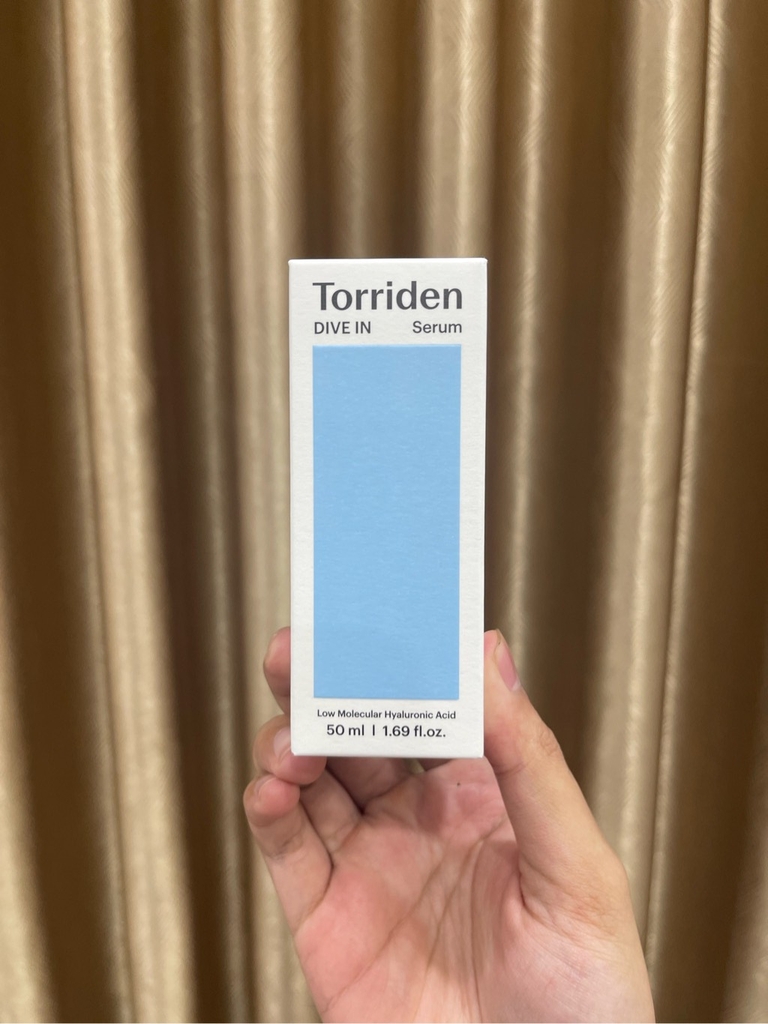 Torriden
DIVE IN Serum
Low Molecular Hyaluronic Acid
50 ml | 1.69 fl.oz.